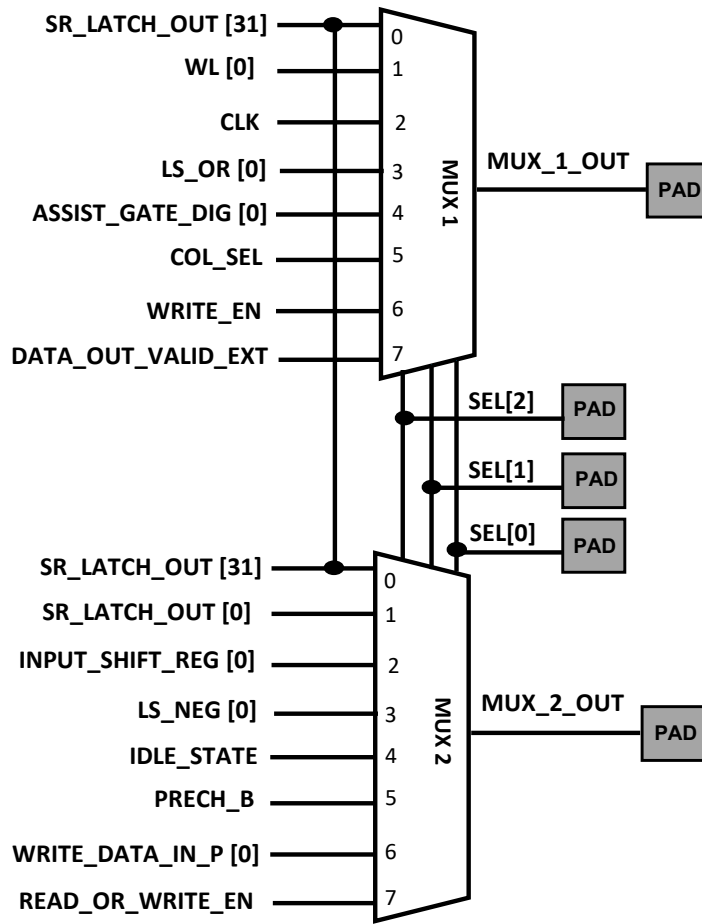 SR_LATCH_OUT [31]
0
WL [0]
1
CLK
2
LS_OR [0]
3
ASSIST_GATE_DIG [0]
4
COL_SEL
5
WRITE_EN
6
DATA_OUT_VALID_EXT
7
MUX 1
MUX_1_OUT
PAD
SEL[2]
PAD
SEL[1]
PAD
SEL[0]
PAD
SR_LATCH_OUT [31]
0
SR_LATCH_OUT [0]
1
INPUT_SHIFT_REG [0]
2
LS_NEG [0]
3
IDLE_STATE
4
PRECH_B
5
WRITE_DATA_IN_P [0]
6
READ_OR_WRITE_EN
7
MUX 2
MUX_2_OUT
PAD